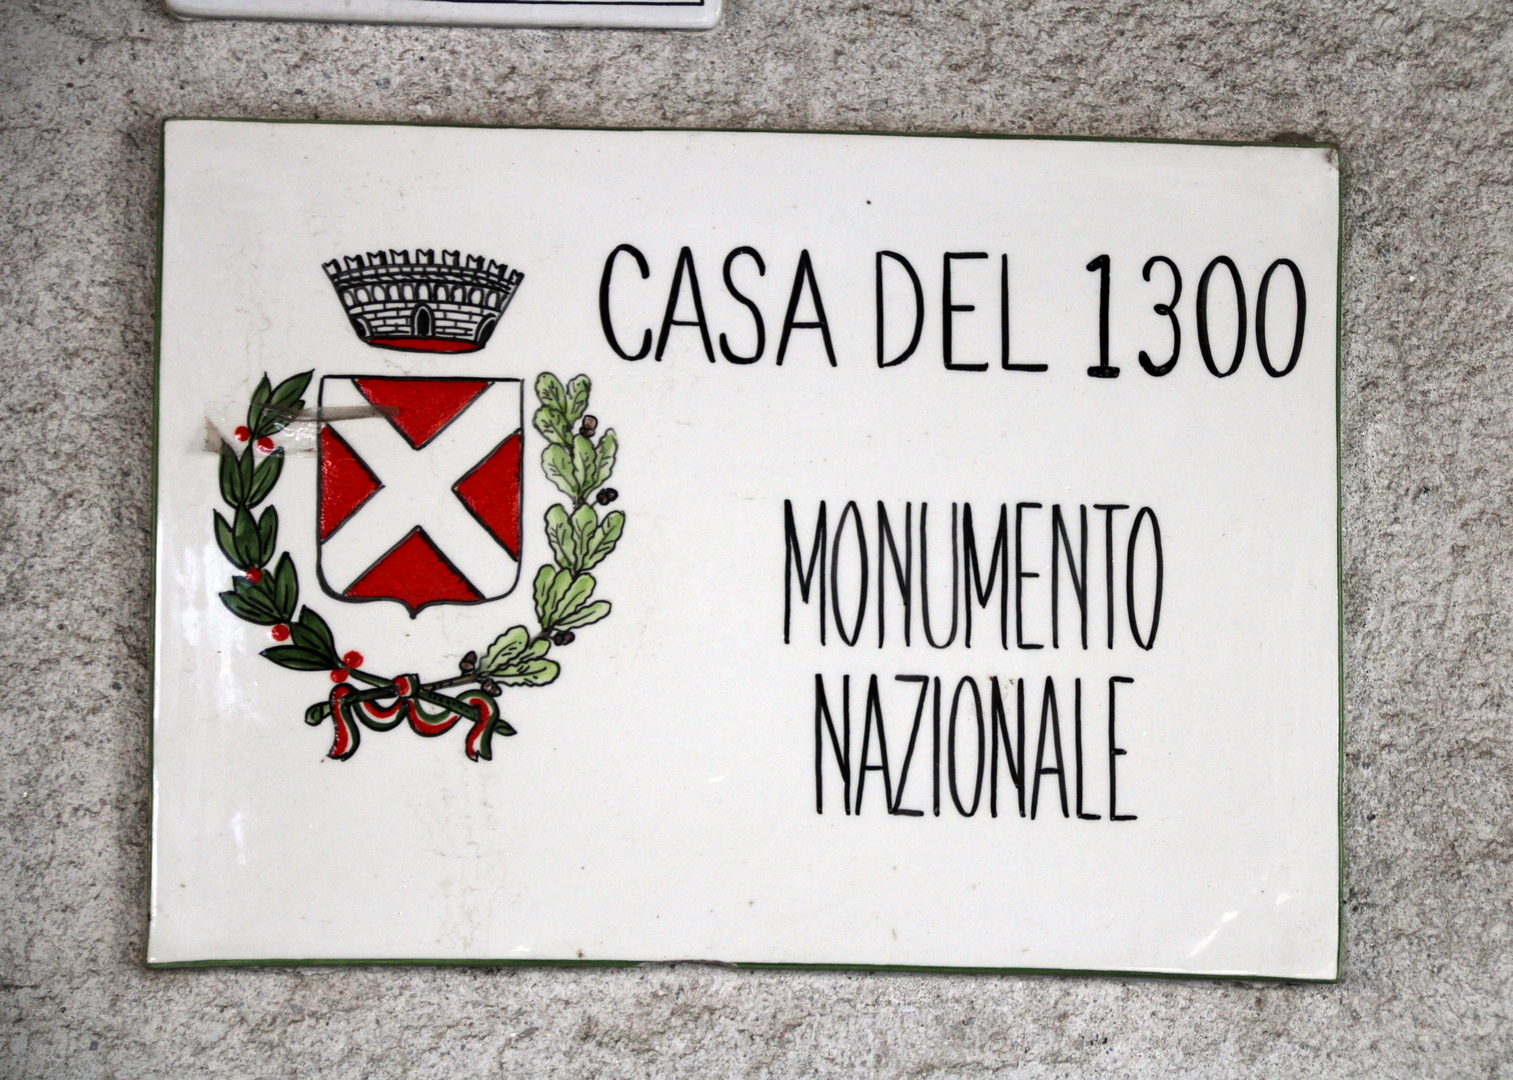 CASA DEL 1300
MONUMENTO
NAZIONALE